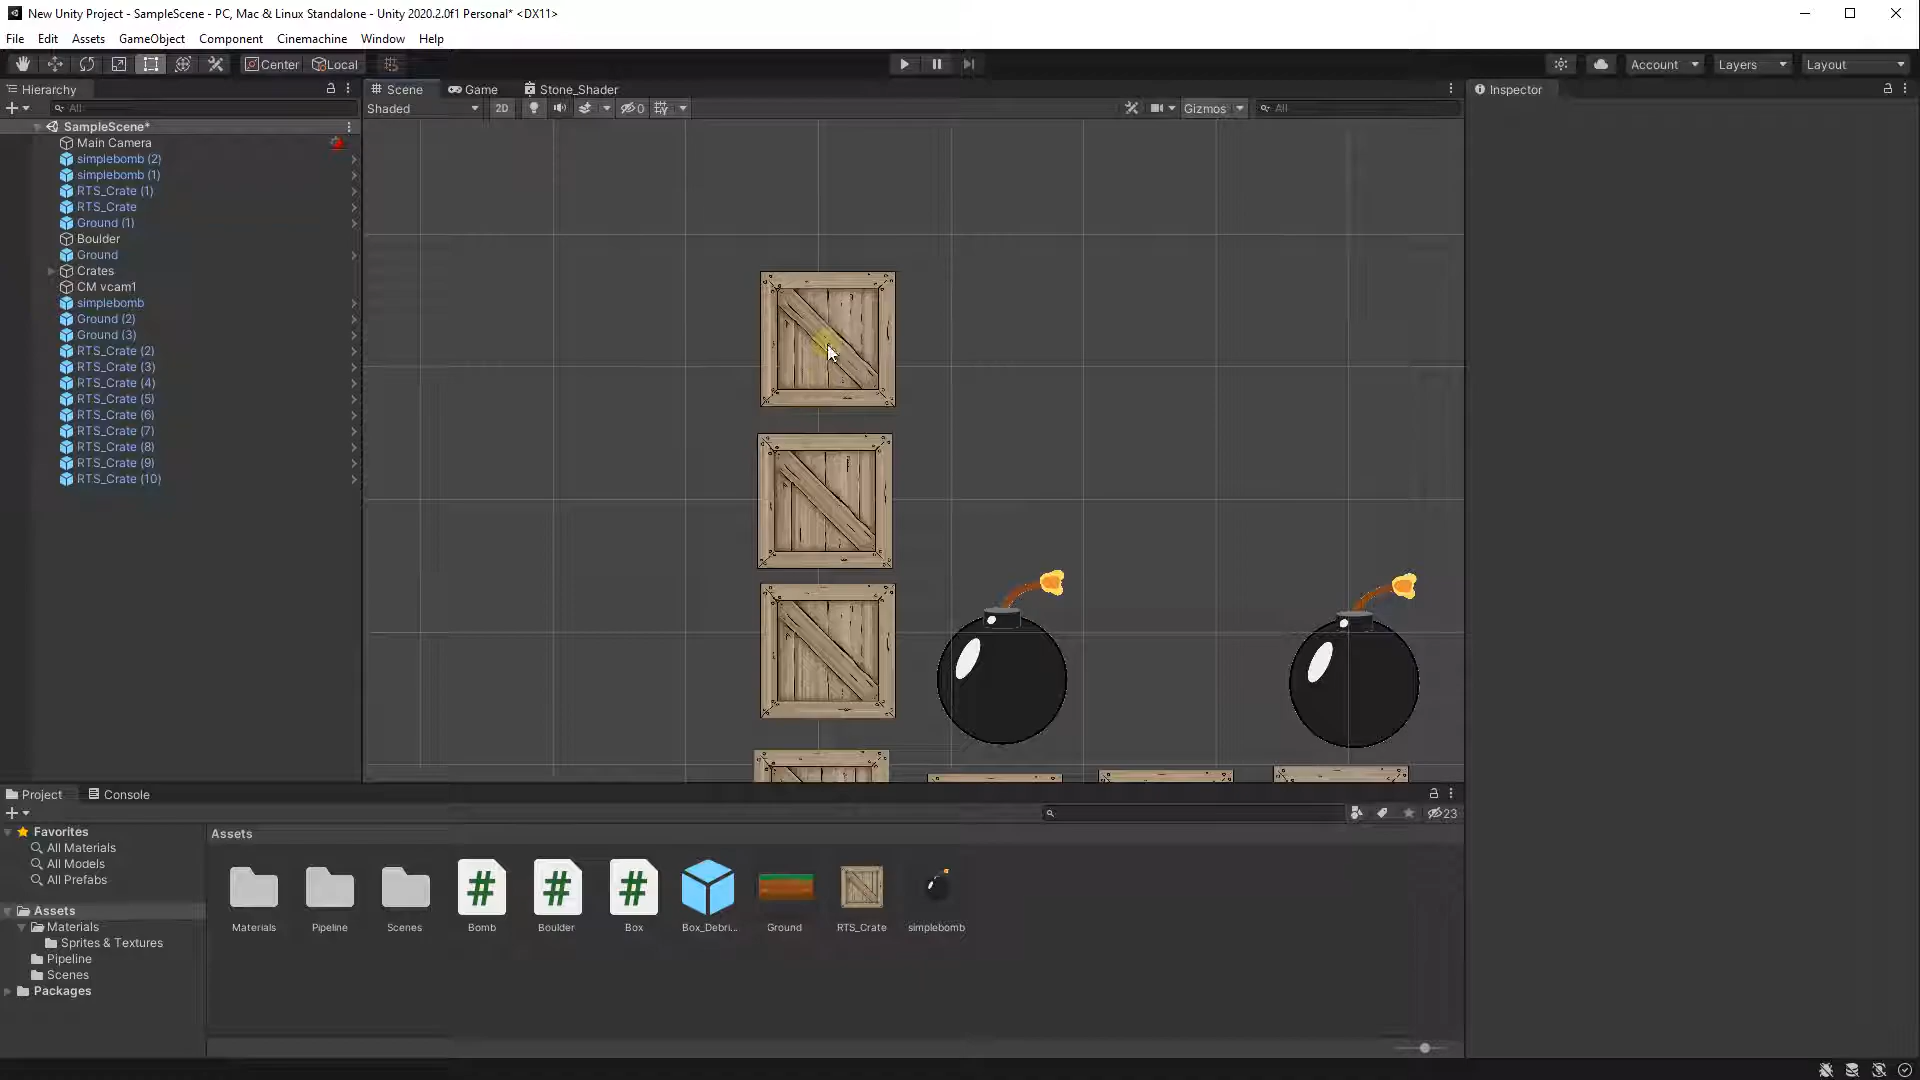 New Unity Project - SampleScene - PC, Mac & Linux Standalone - Unity 2020.2.0f1 Personal* <DX11>
File Edit Assets GameObject Component Cinemachine Window Help
Center Local Account Layers Layout
Hierarchy Scene Game Stone_Shader Inspector
All Shaded 2D 0 Gizmos All
SampleScene*
Main Camera
simplebomb (2)
simplebomb (1)
RTS_Crate (1)
RTS_Crate
Ground (1)
Boulder
Ground
Crates
CM vcam1
simplebomb
Ground (2)
Ground (3)
RTS_Crate (2)
RTS_Crate (3)
RTS_Crate (4)
RTS_Crate (5)
RTS_Crate (6)
RTS_Crate (7)
RTS_Crate (8)
RTS_Crate (9)
RTS_Crate (10)
Project Console
23
Favorites
All Materials
All Models
All Prefabs
Assets
Materials
Sprites & Textures
Pipeline
Scenes
Packages
Assets
Materials Pipeline Scenes Bomb Boulder Box Box_Debri... Ground RTS_Crate simplebomb